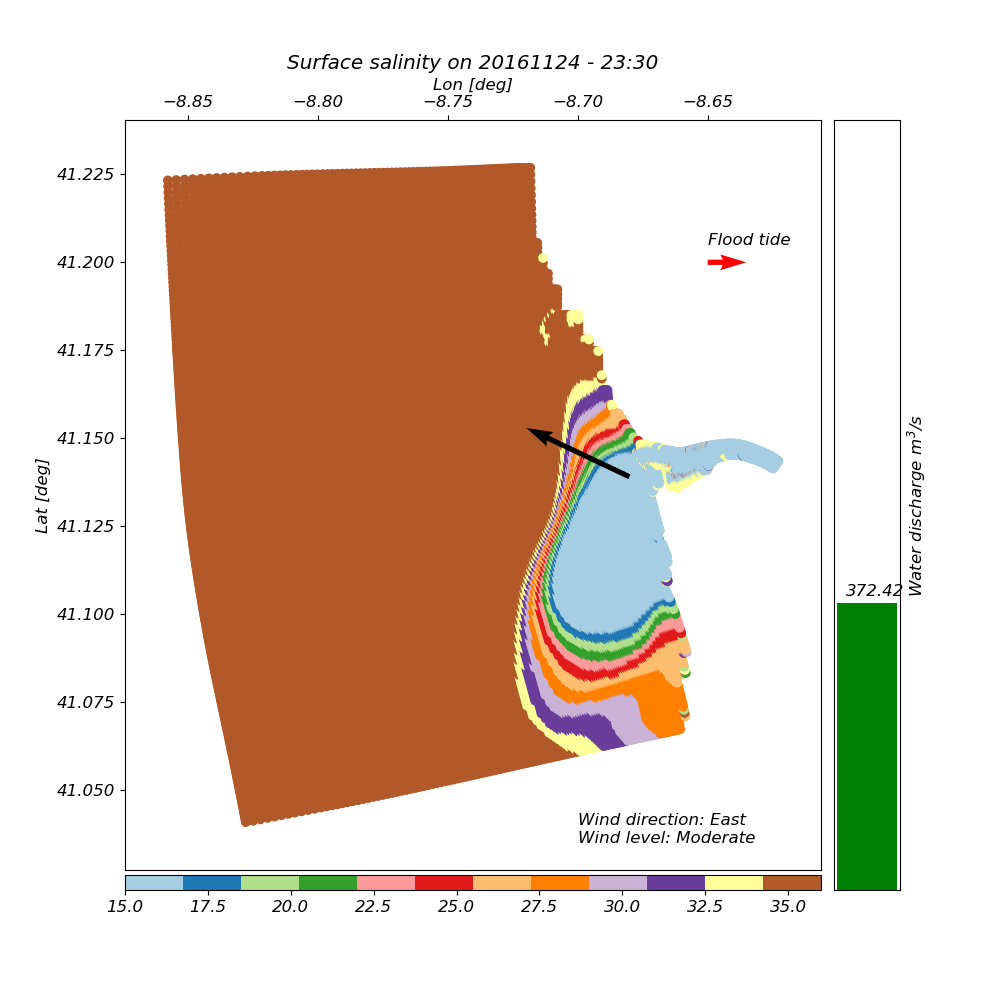 Surface salinity on 20161124 - 23:30
Lon [deg]
−8.85 −8.80 −8.75 −8.70 −8.65
41.225
41.200
41.175
41.150
41.125
41.100
41.075
41.050
Lat [deg]
Flood tide
Wind direction: East
Wind level: Moderate
372.42
Water discharge m³/s
15.0 17.5 20.0 22.5 25.0 27.5 30.0 32.5 35.0